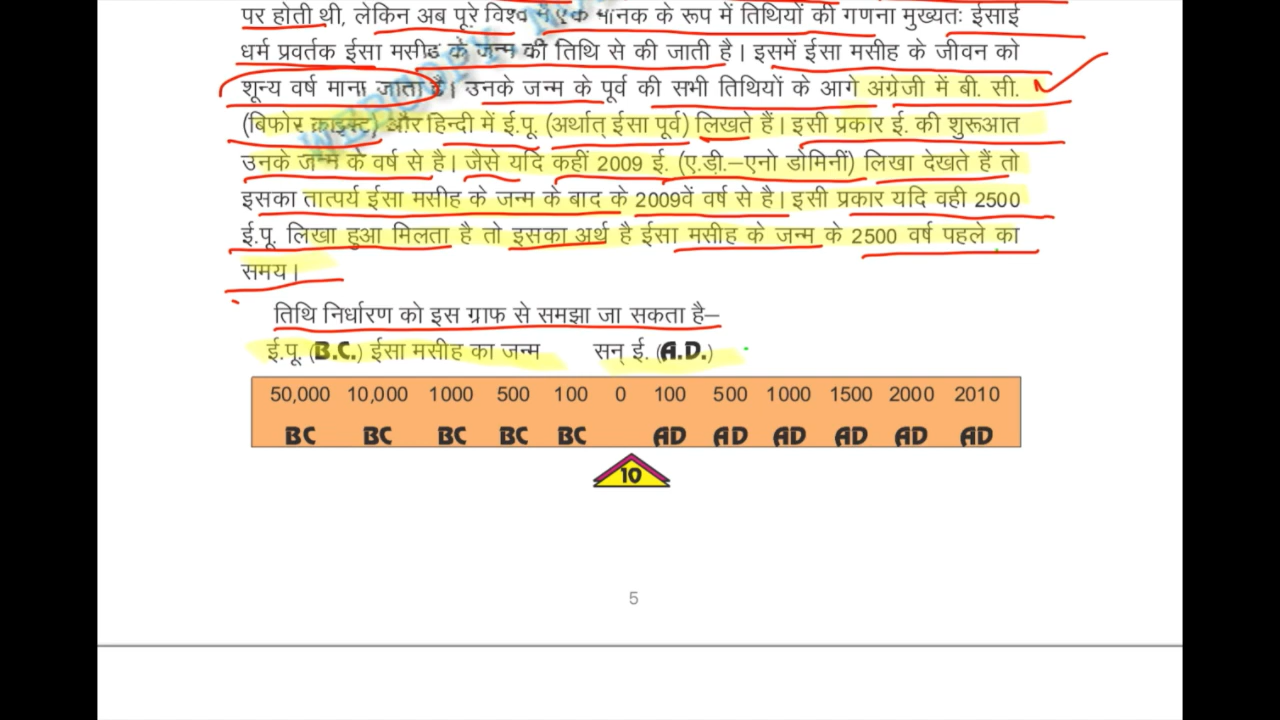 पर होती थी, लेकिन अब पूरे विश्व में एक मानक के रूप में तिथियों की गणना मुख्यतः ईसाई
धर्म प्रवर्तक ईसा मसीह के जन्म की तिथि से की जाती है। इसमें ईसा मसीह के जीवन को
शून्य वर्ष माना जाता है। उनके जन्म के पूर्व की सभी तिथियों के आगे अंग्रेजी में बी. सी.
(बिफोर क्राइस्ट) और हिन्दी में ई.पू. (अर्थात् ईसा पूर्व) लिखते हैं। इसी प्रकार ई. की शुरूआत
उनके जन्म के वर्ष से है। जैसे यदि कहीं 2009 ई. (ए.डी.–एनो डोमिनीं) लिखा देखते हैं तो
इसका तात्पर्य ईसा मसीह के जन्म के बाद के 2009वें वर्ष से है। इसी प्रकार यदि वही 2500
ई.पू. लिखा हुआ मिलता है तो इसका अर्थ है ईसा मसीह के जन्म के 2500 वर्ष पहले का
समय।
तिथि निर्धारण को इस ग्राफ से समझा जा सकता है–
ई.पू. (B.C.) ईसा मसीह का जन्म सन् ई. (A.D.)
50,000 10,000 1000 500 100 0 100 500 1000 1500 2000 2010
BC BC BC BC BC AD AD AD AD AD AD
10
5